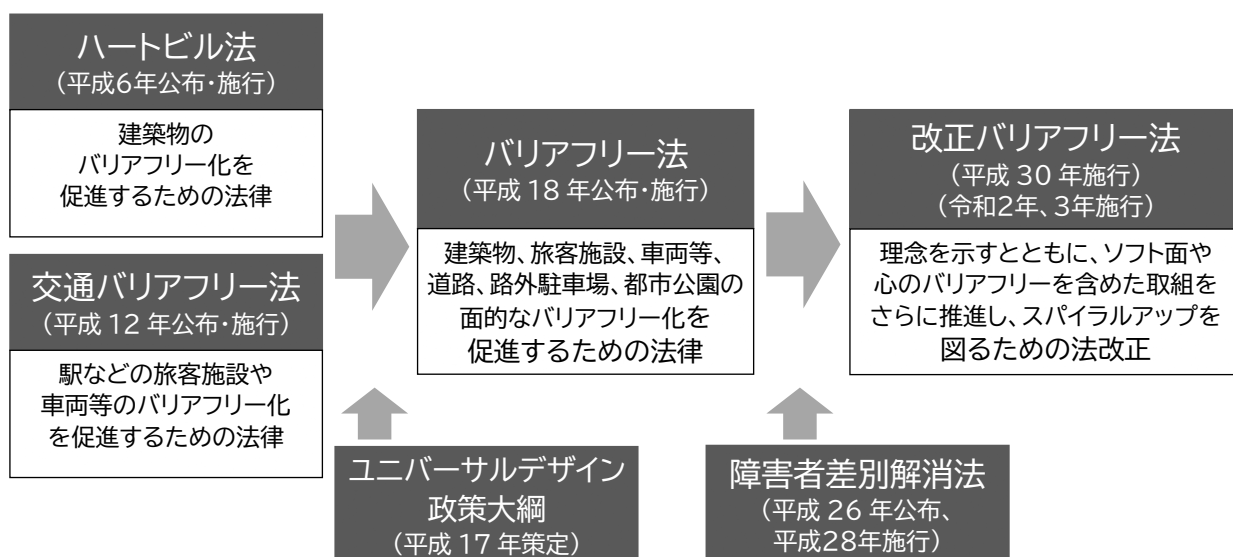 ハートビル法
（平成6年公布・施行）
建築物の
バリアフリー化を
促進するための法律
交通バリアフリー法
（平成 12 年公布・施行）
駅などの旅客施設や
車両等のバリアフリー化
を促進するための法律
バリアフリー法
（平成 18 年公布・施行）
建築物、旅客施設、車両等、
道路、路外駐車場、都市公園の
面的なバリアフリー化を
促進するための法律
ユニバーサルデザイン
政策大綱
（平成 17 年策定）
改正バリアフリー法
（平成 30 年施行）
（令和2年、3年施行）
理念を示すとともに、ソフト面や
心のバリアフリーを含めた取組を
さらに推進し、スパイラルアップを
図るための法改正
障害者差別解消法
（平成 26 年公布、
平成28年施行）